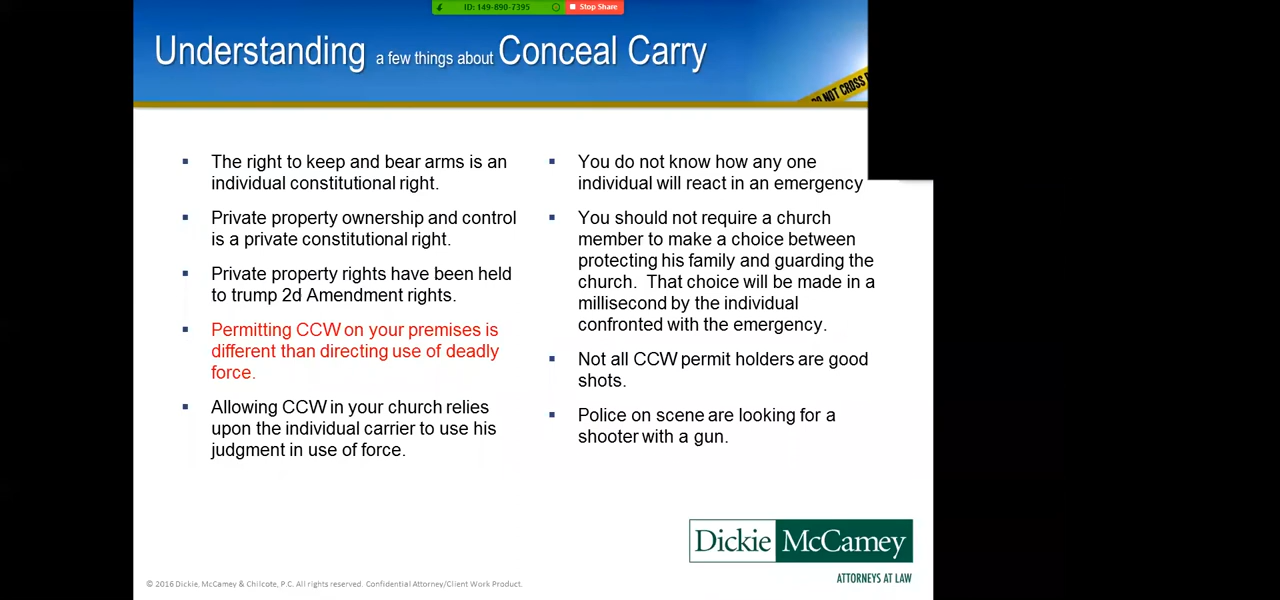 ID: 149-890-7395
Stop Share
Understanding a few things about Conceal Carry
DO NOT CROSS
The right to keep and bear arms is an
individual constitutional right.
Private property ownership and control
is a private constitutional right.
Private property rights have been held
to trump 2d Amendment rights.
Permitting CCW on your premises is
different than directing use of deadly
force.
Allowing CCW in your church relies
upon the individual carrier to use his
judgment in use of force.
You do not know how any one
individual will react in an emergency
You should not require a church
member to make a choice between
protecting his family and guarding the
church.  That choice will be made in a
millisecond by the individual
confronted with the emergency.
Not all CCW permit holders are good
shots.
Police on scene are looking for a
shooter with a gun.
Dickie McCamey
ATTORNEYS AT LAW
© 2016 Dickie, McCamey & Chilcote, P.C. All rights reserved. Confidential Attorney/Client Work Product.